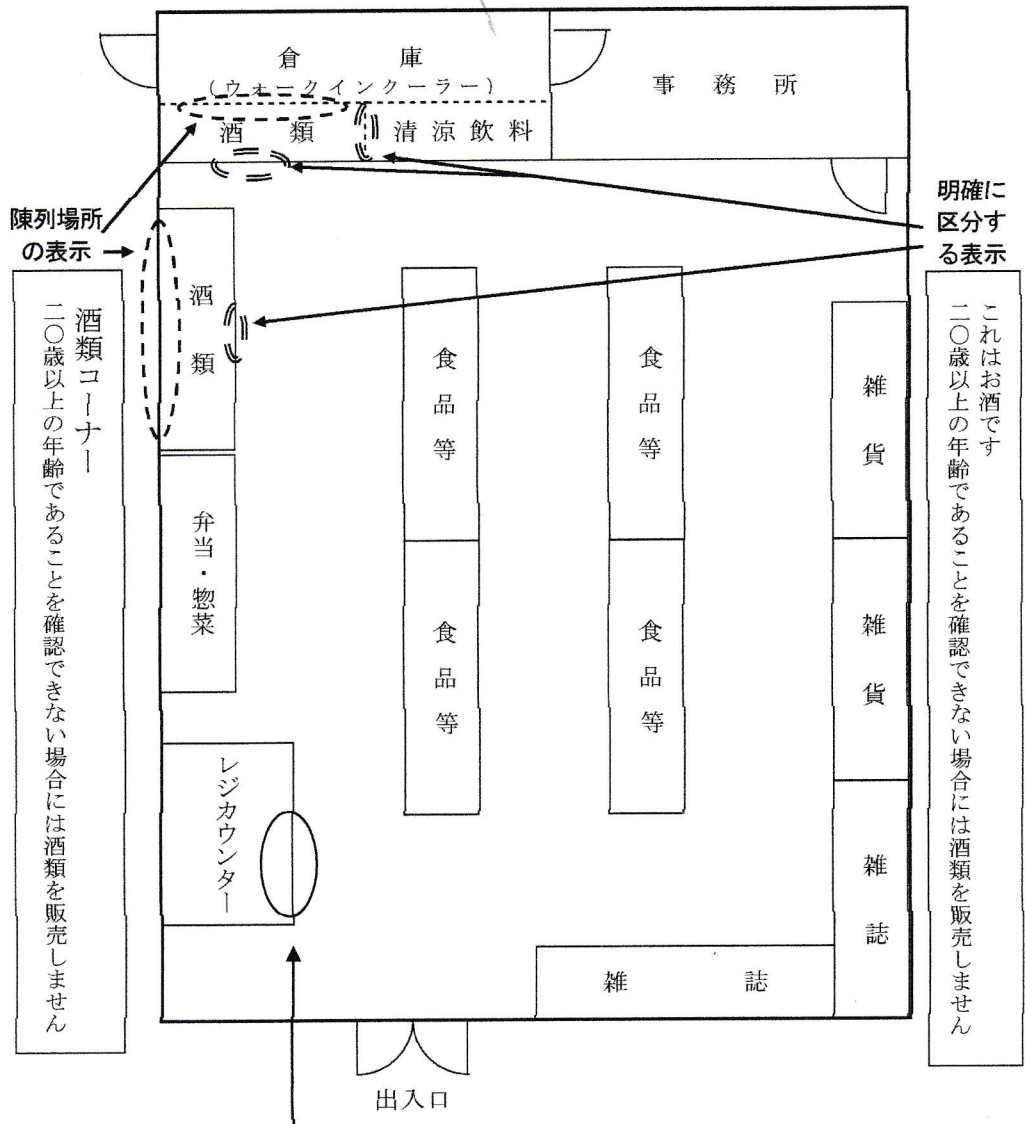 倉庫
(ウォークインクーラー)
事務所
酒類
清涼飲料
陳列場所
の表示
明確に
区分す
る表示
酒類
弁当・惣菜
レジカウンター
食品等
食品等
食品等
食品等
雑貨
雑貨
雑誌
雑誌
出入口
酒類コーナー
二〇歳以上の年齢であることを確認できない場合には酒類を販売しません
これはお酒です
二〇歳以上の年齢であることを確認できない場合には酒類を販売しません